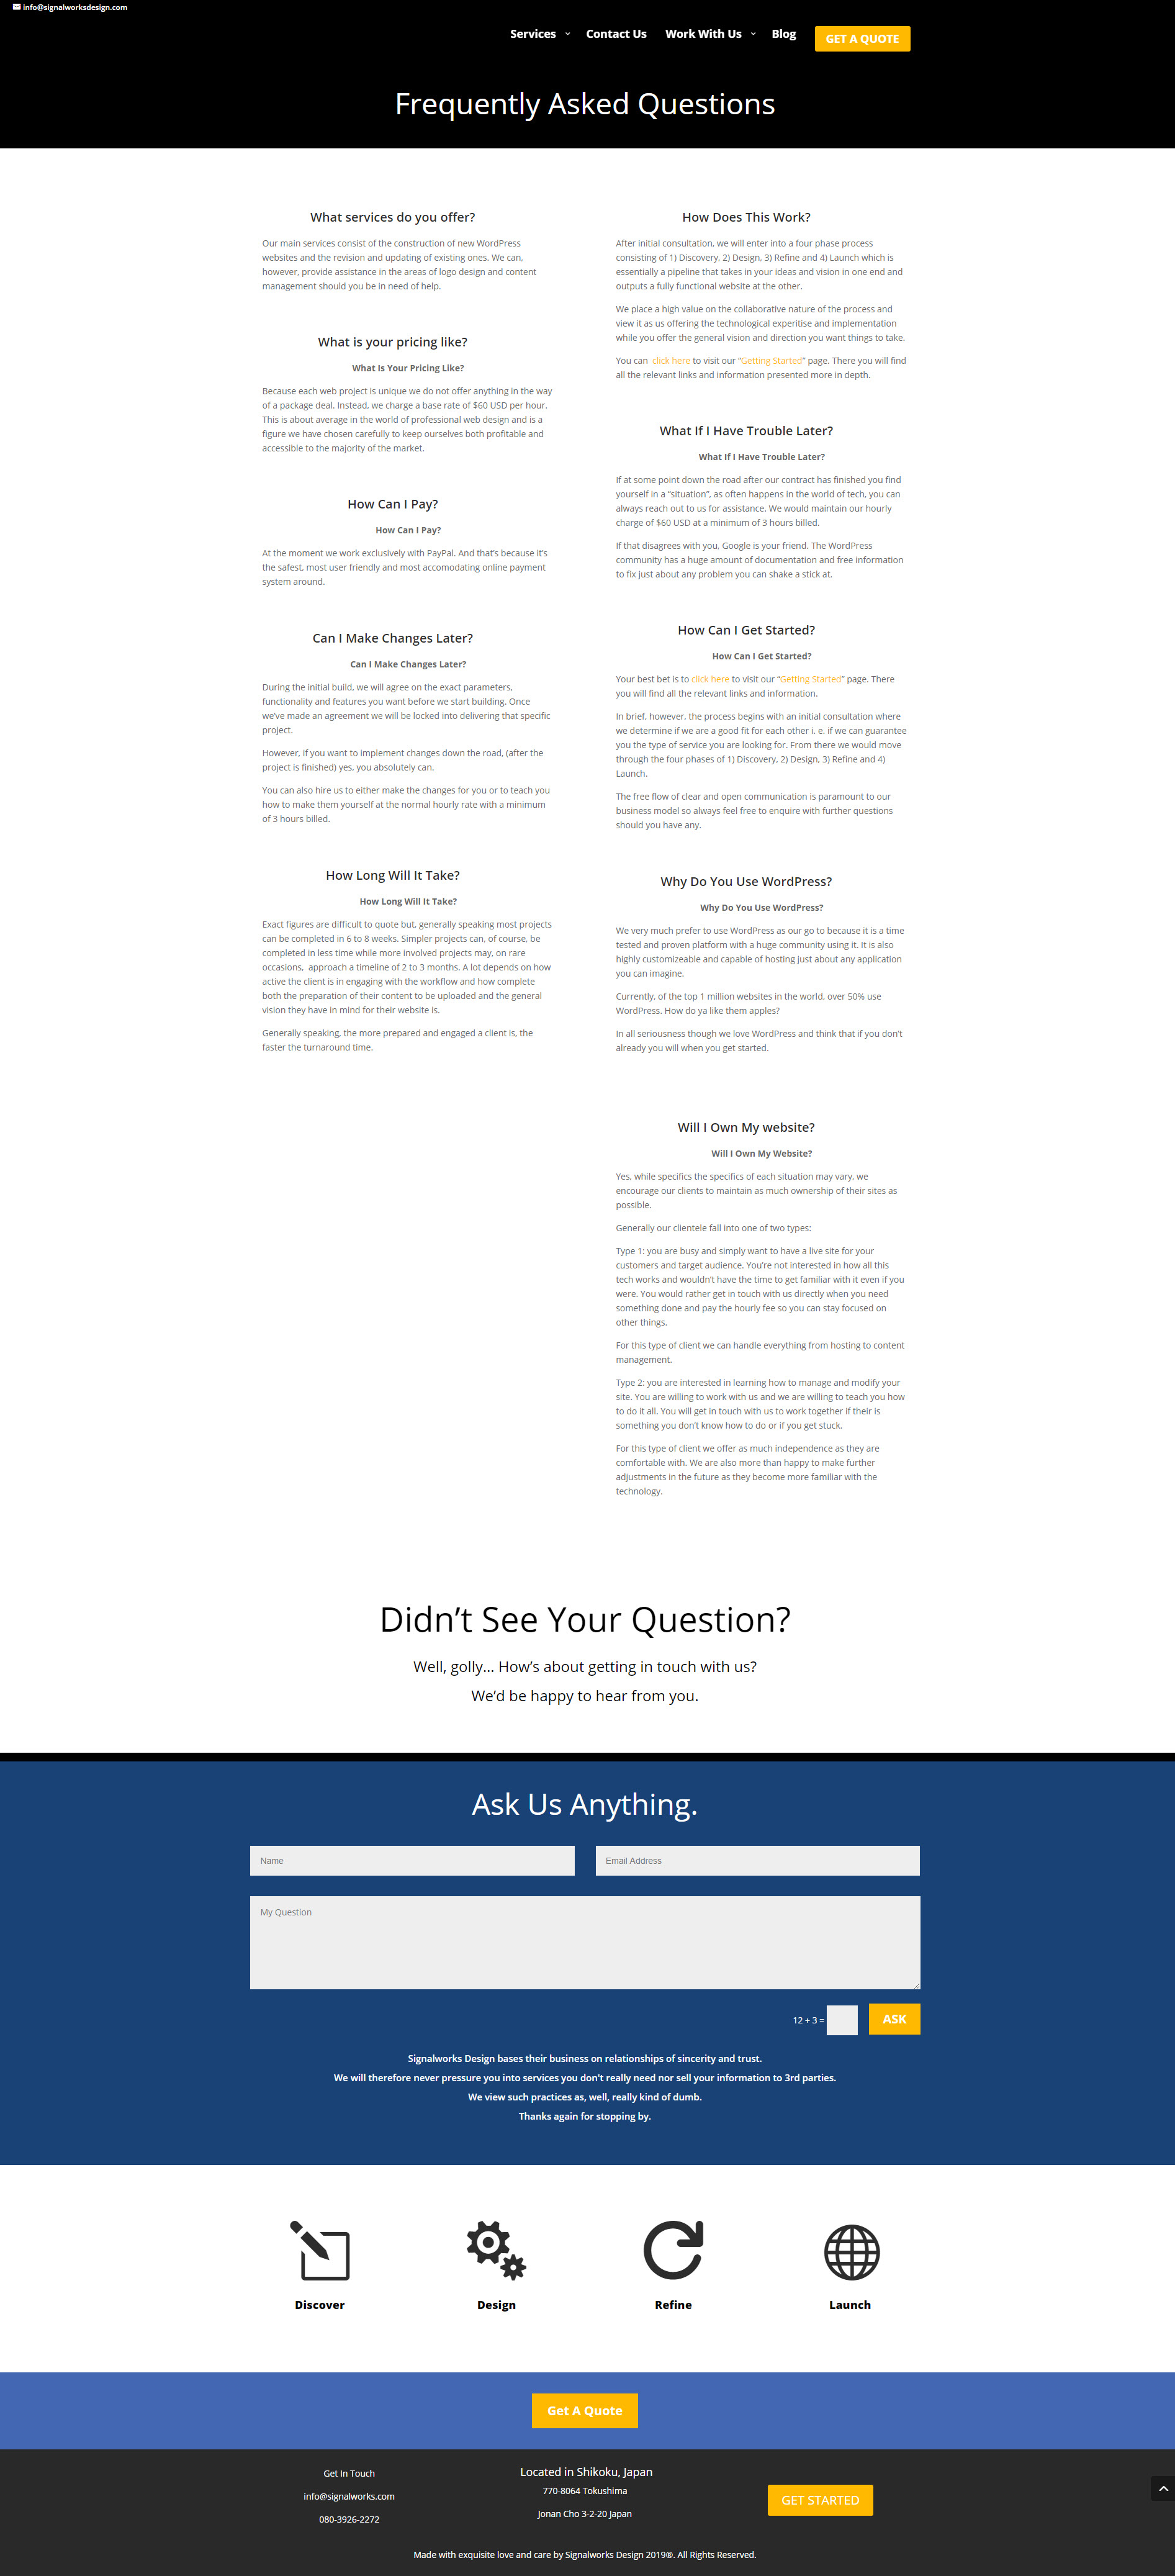 info@signalworksdesign.com
Services
Contact Us
Work With Us
Blog
GET A QUOTE
Frequently Asked Questions
What services do you offer?
Our main services consist of the construction of new WordPress
websites and the revision and updating of existing ones. We can,
however, provide assistance in the areas of logo design and content
management should you be in need of help.
What is your pricing like?
What Is Your Pricing Like?
Because each web project is unique we do not offer anything in the way
of a package deal. Instead, we charge a base rate of $60 USD per hour.
This is about average in the world of professional web design and is a
figure we have chosen carefully to keep ourselves both profitable and
accessible to the majority of the market.
How Can I Pay?
How Can I Pay?
At the moment we work exclusively with PayPal. And that's because it's
the safest, most user friendly and most accomodating online payment
system around.
Can I Make Changes Later?
Can I Make Changes Later?
During the initial build, we will agree on the exact parameters,
functionality and features you want before we start building. Once
we've made an agreement we will be locked into delivering that specific
project.
However, if you want to implement changes down the road, (after the
project is finished) yes, you absolutely can.
You can also hire us to either make the changes for you or to teach you
how to make them yourself at the normal hourly rate with a minimum
of 3 hours billed.
How Long Will It Take?
How Long Will It Take?
Exact figures are difficult to quote but, generally speaking most projects
can be completed in 6 to 8 weeks. Simpler projects can, of course, be
completed in less time while more involved projects may, on rare
occasions,  approach a timeline of 2 to 3 months. A lot depends on how
active the client is in engaging with the workflow and how complete
both the preparation of their content to be uploaded and the general
vision they have in mind for their website is.
Generally speaking, the more prepared and engaged a client is, the
faster the turnaround time.
How Does This Work?
After initial consultation, we will enter into a four phase process
consisting of 1) Discovery, 2) Design, 3) Refine and 4) Launch which is
essentially a pipeline that takes in your ideas and vision in one end and
outputs a fully functional website at the other.
We place a high value on the collaborative nature of the process and
view it as us offering the technological expertise and implementation
while you offer the general vision and direction you want things to take.
You can  click here to visit our “Getting Started” page. There you will find
all the relevant links and information presented more in depth.
What If I Have Trouble Later?
What If I Have Trouble Later?
If at some point down the road after our contract has finished you find
yourself in a “situation”, as often happens in the world of tech, you can
always reach out to us for assistance. We would maintain our hourly
charge of $60 USD at a minimum of 3 hours billed.
If that disagrees with you, Google is your friend. The WordPress
community has a huge amount of documentation and free information
to fix just about any problem you can shake a stick at.
How Can I Get Started?
How Can I Get Started?
Your best bet is to click here to visit our “Getting Started” page. There
you will find all the relevant links and information.
In brief, however, the process begins with an initial consultation where
we determine if we are a good fit for each other i. e. if we can guarantee
you the type of service you are looking for. From there we would move
through the four phases of 1) Discovery, 2) Design, 3) Refine and 4)
Launch.
The free flow of clear and open communication is paramount to our
business model so always feel free to enquire with further questions
should you have any.
Why Do You Use WordPress?
Why Do You Use WordPress?
We very much prefer to use WordPress as our go to because it is a time
tested and proven platform with a huge community using it. It is also
highly customizeable and capable of hosting just about any application
you can imagine.
Currently, of the top 1 million websites in the world, over 50% use
WordPress. How do ya like them apples?
In all seriousness though we love WordPress and think that if you don't
already you will when you get started.
Will I Own My website?
Will I Own My Website?
Yes, while specifics the specifics of each situation may vary, we
encourage our clients to maintain as much ownership of their sites as
possible.
Generally our clientele fall into one of two types:
Type 1: you are busy and simply want to have a live site for your
customers and target audience. You're not interested in how all this
tech works and wouldn't have the time to get familiar with it even if you
were. You would rather get in touch with us directly when you need
something done and pay the hourly fee so you can stay focused on
other things.
For this type of client we can handle everything from hosting to content
management.
Type 2: you are interested in learning how to manage and modify your
site. You are willing to work with us and we are willing to teach you how
to do it all. You will get in touch with us to work together if their is
something you don't know how to do or if you get stuck.
For this type of client we offer as much independence as they are
comfortable with. We are also more than happy to make further
adjustments in the future as they become more familiar with the
technology.
Didn't See Your Question?
Well, golly... How's about getting in touch with us?
We'd be happy to hear from you.
Ask Us Anything.
Name
Email Address
My Question
12 + 3 =
ASK
Signalworks Design bases their business on relationships of sincerity and trust.
We will therefore never pressure you into services you don't really need nor sell your information to 3rd parties.
We view such practices as, well, really kind of dumb.
Thanks again for stopping by.
Discover
Design
Refine
Launch
Get A Quote
Get In Touch
info@signalworks.com
080-3926-2272
Located in Shikoku, Japan
770-8064 Tokushima
Jonan Cho 3-2-20 Japan
GET STARTED
Made with exquisite love and care by Signalworks Design 2019®. All Rights Reserved.